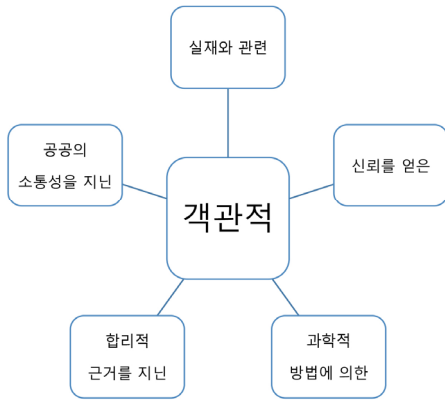 실재와 관련
공공의
소통성을 지닌
신뢰를 얻은
객관적
합리적
근거를 지닌
과학적
방법에 의한